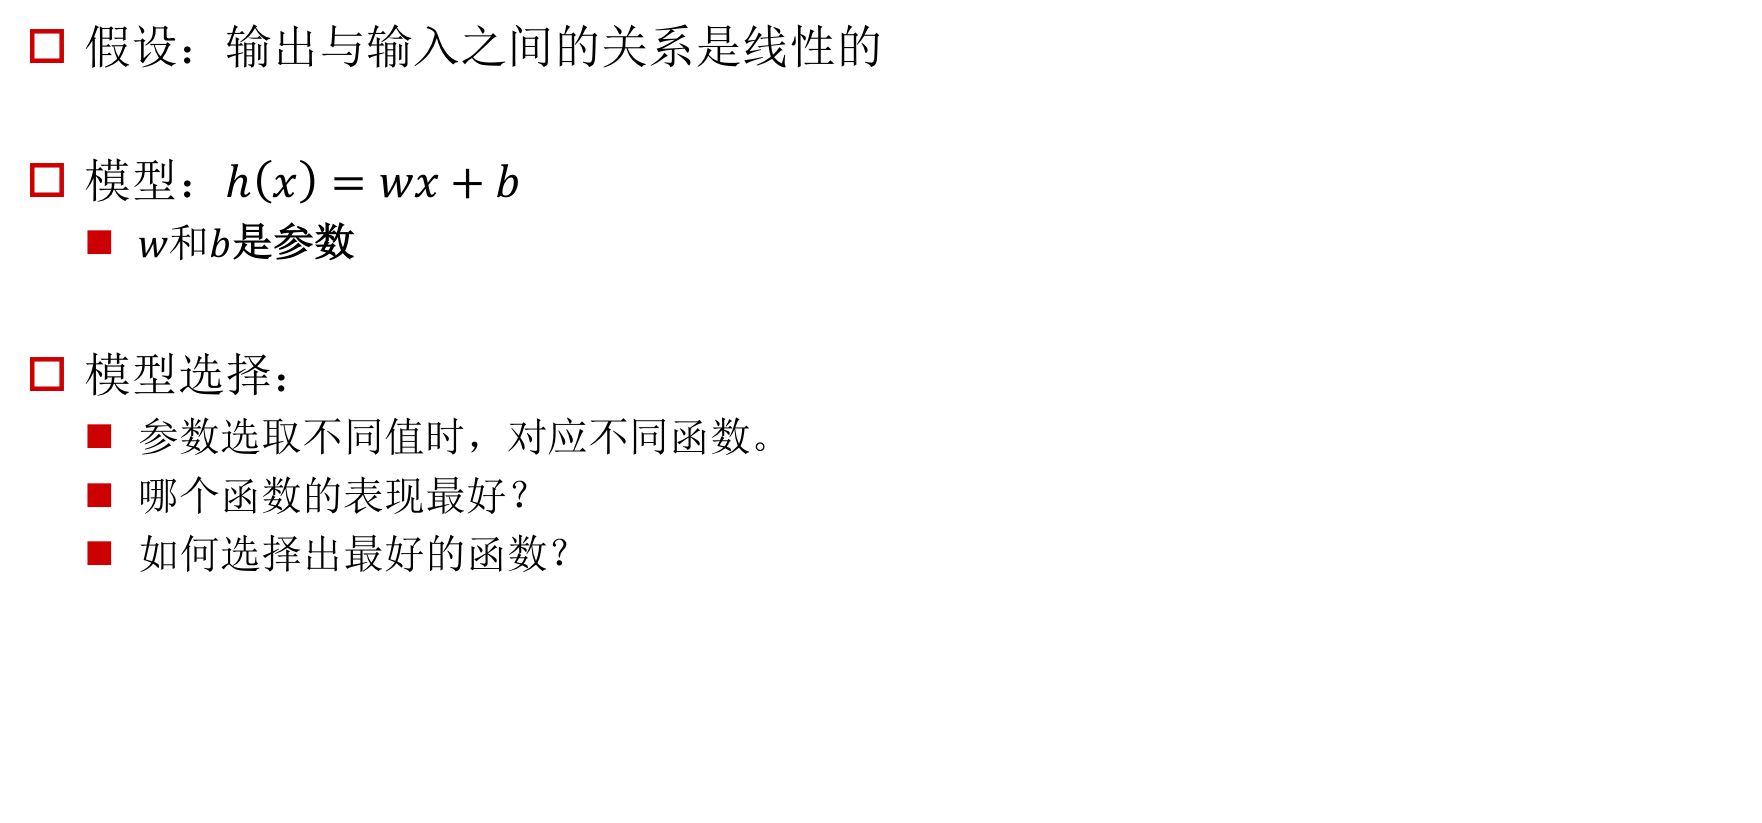 假设：输出与输入之间的关系是线性的
模型：h(x) = wx + b
w和b是参数
模型选择：
参数选取不同值时，对应不同函数。
哪个函数的表现最好？
如何选择出最好的函数？